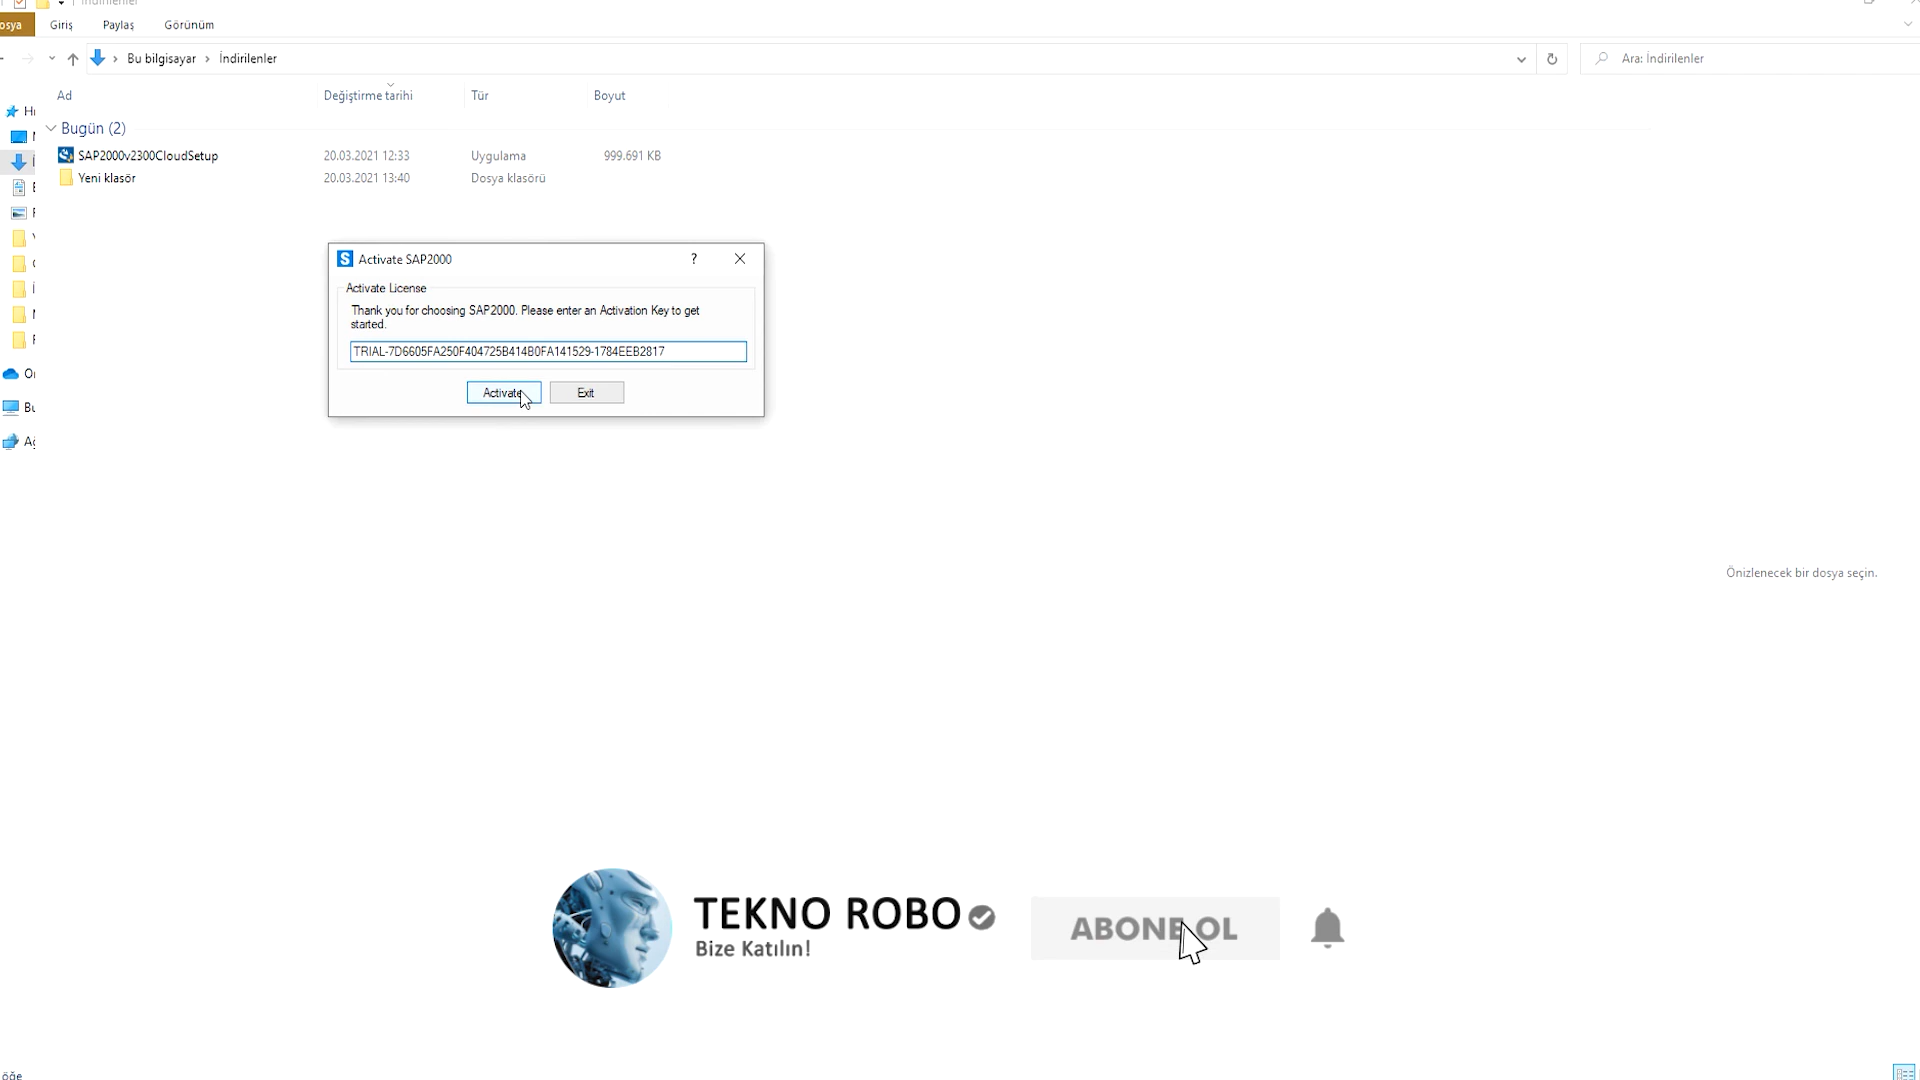 İndirilenler
osya Giriş Paylaş Görünüm
Bu bilgisayar İndirilenler Ara: İndirilenler
Ad Değiştirme tarihi Tür Boyut
Bugün (2)
SAP2000v2300CloudSetup 20.03.2021 12:33 Uygulama 999.691 KB
Yeni klasör 20.03.2021 13:40 Dosya klasörü
Activate SAP2000 ?
Activate License
Thank you for choosing SAP2000. Please enter an Activation Key to get
started.
TRIAL-7D6605FA250F404725B414B0FA141529-1784EEB2817
Activate Exit
Önizlenecek bir dosya seçin.
TEKNO ROBO
Bize Katılın!
ABONE OL
öğe